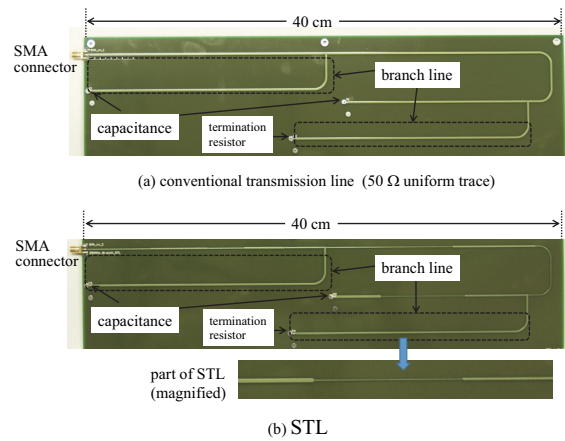 40 cm
SMA
connector
branch line
capacitance
termination
resistor
(a) conventional transmission line (50 Ω uniform trace)
40 cm
SMA
connector
branch line
capacitance
termination
resistor
part of STL
(magnified)
(b) STL